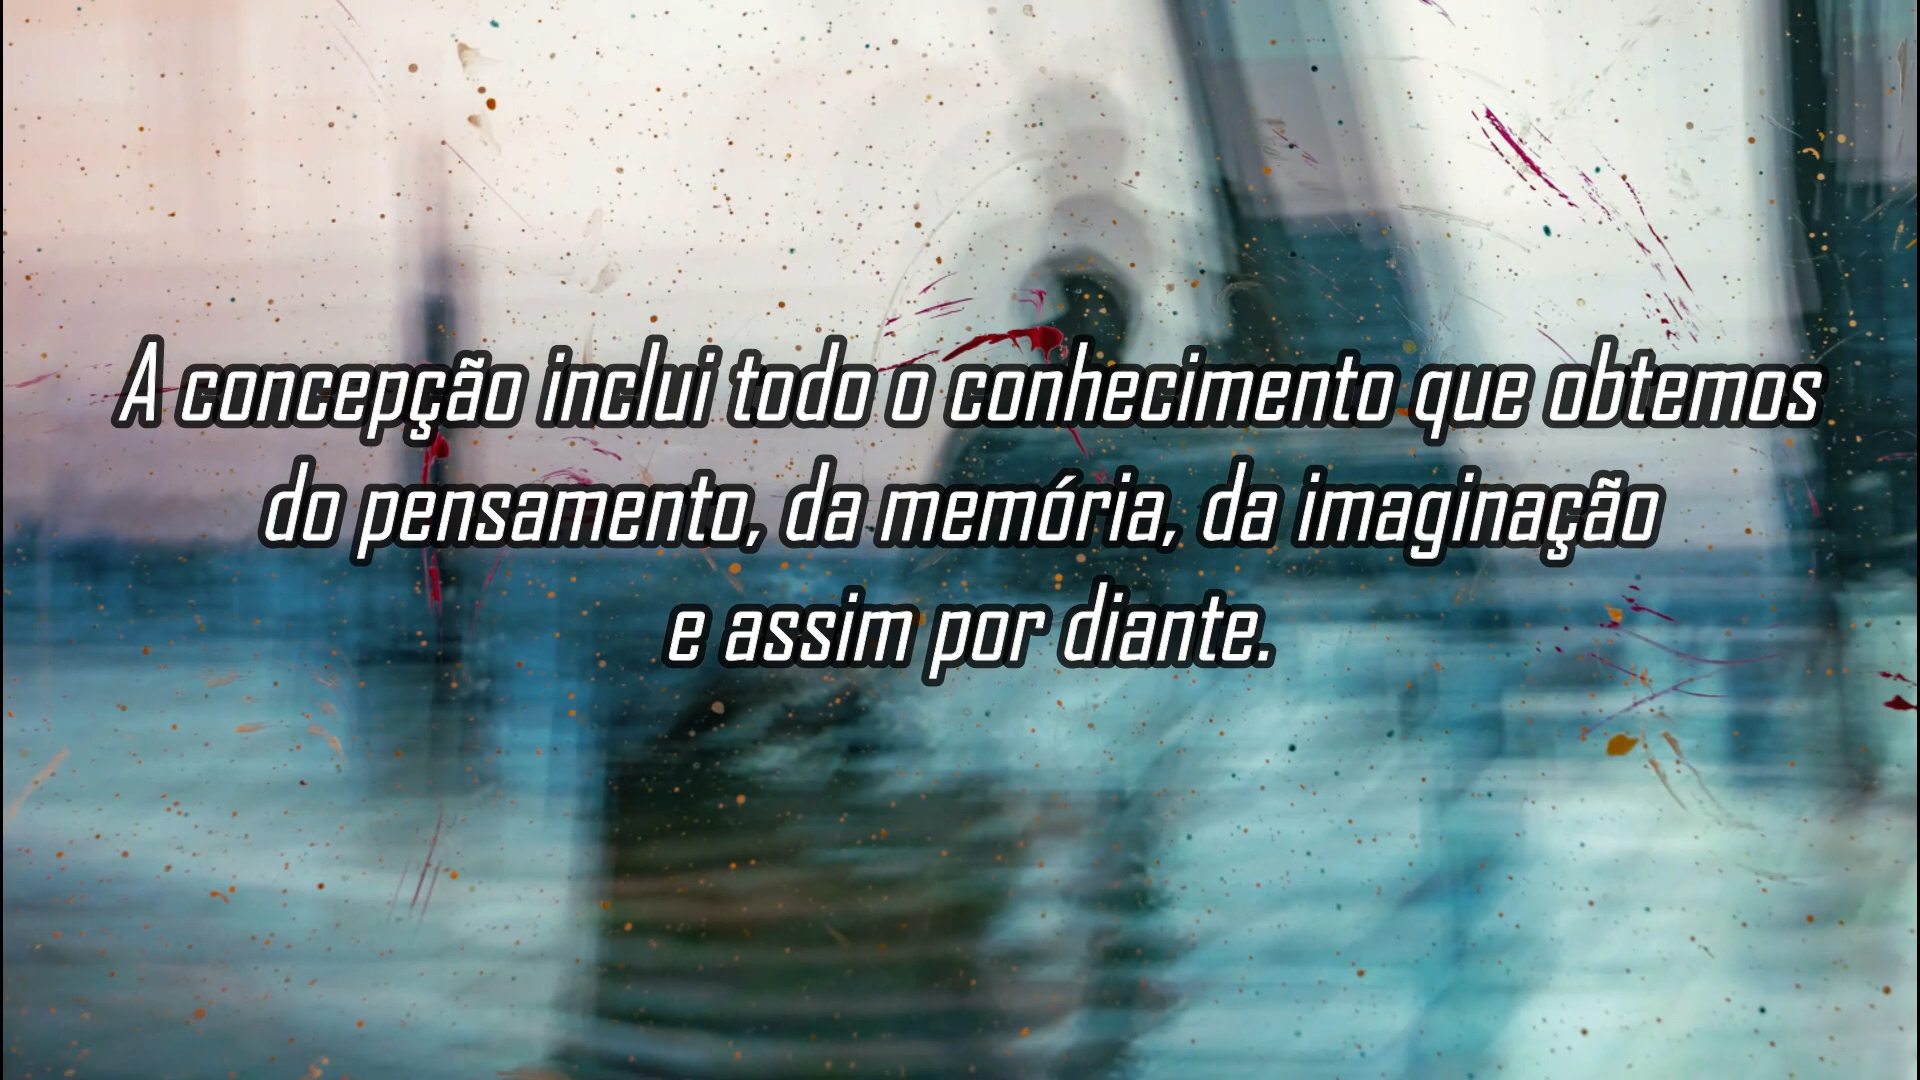 A concepção inclui todo o conhecimento que obtemos
do pensamento, da memória, da imaginação
e assim por diante.